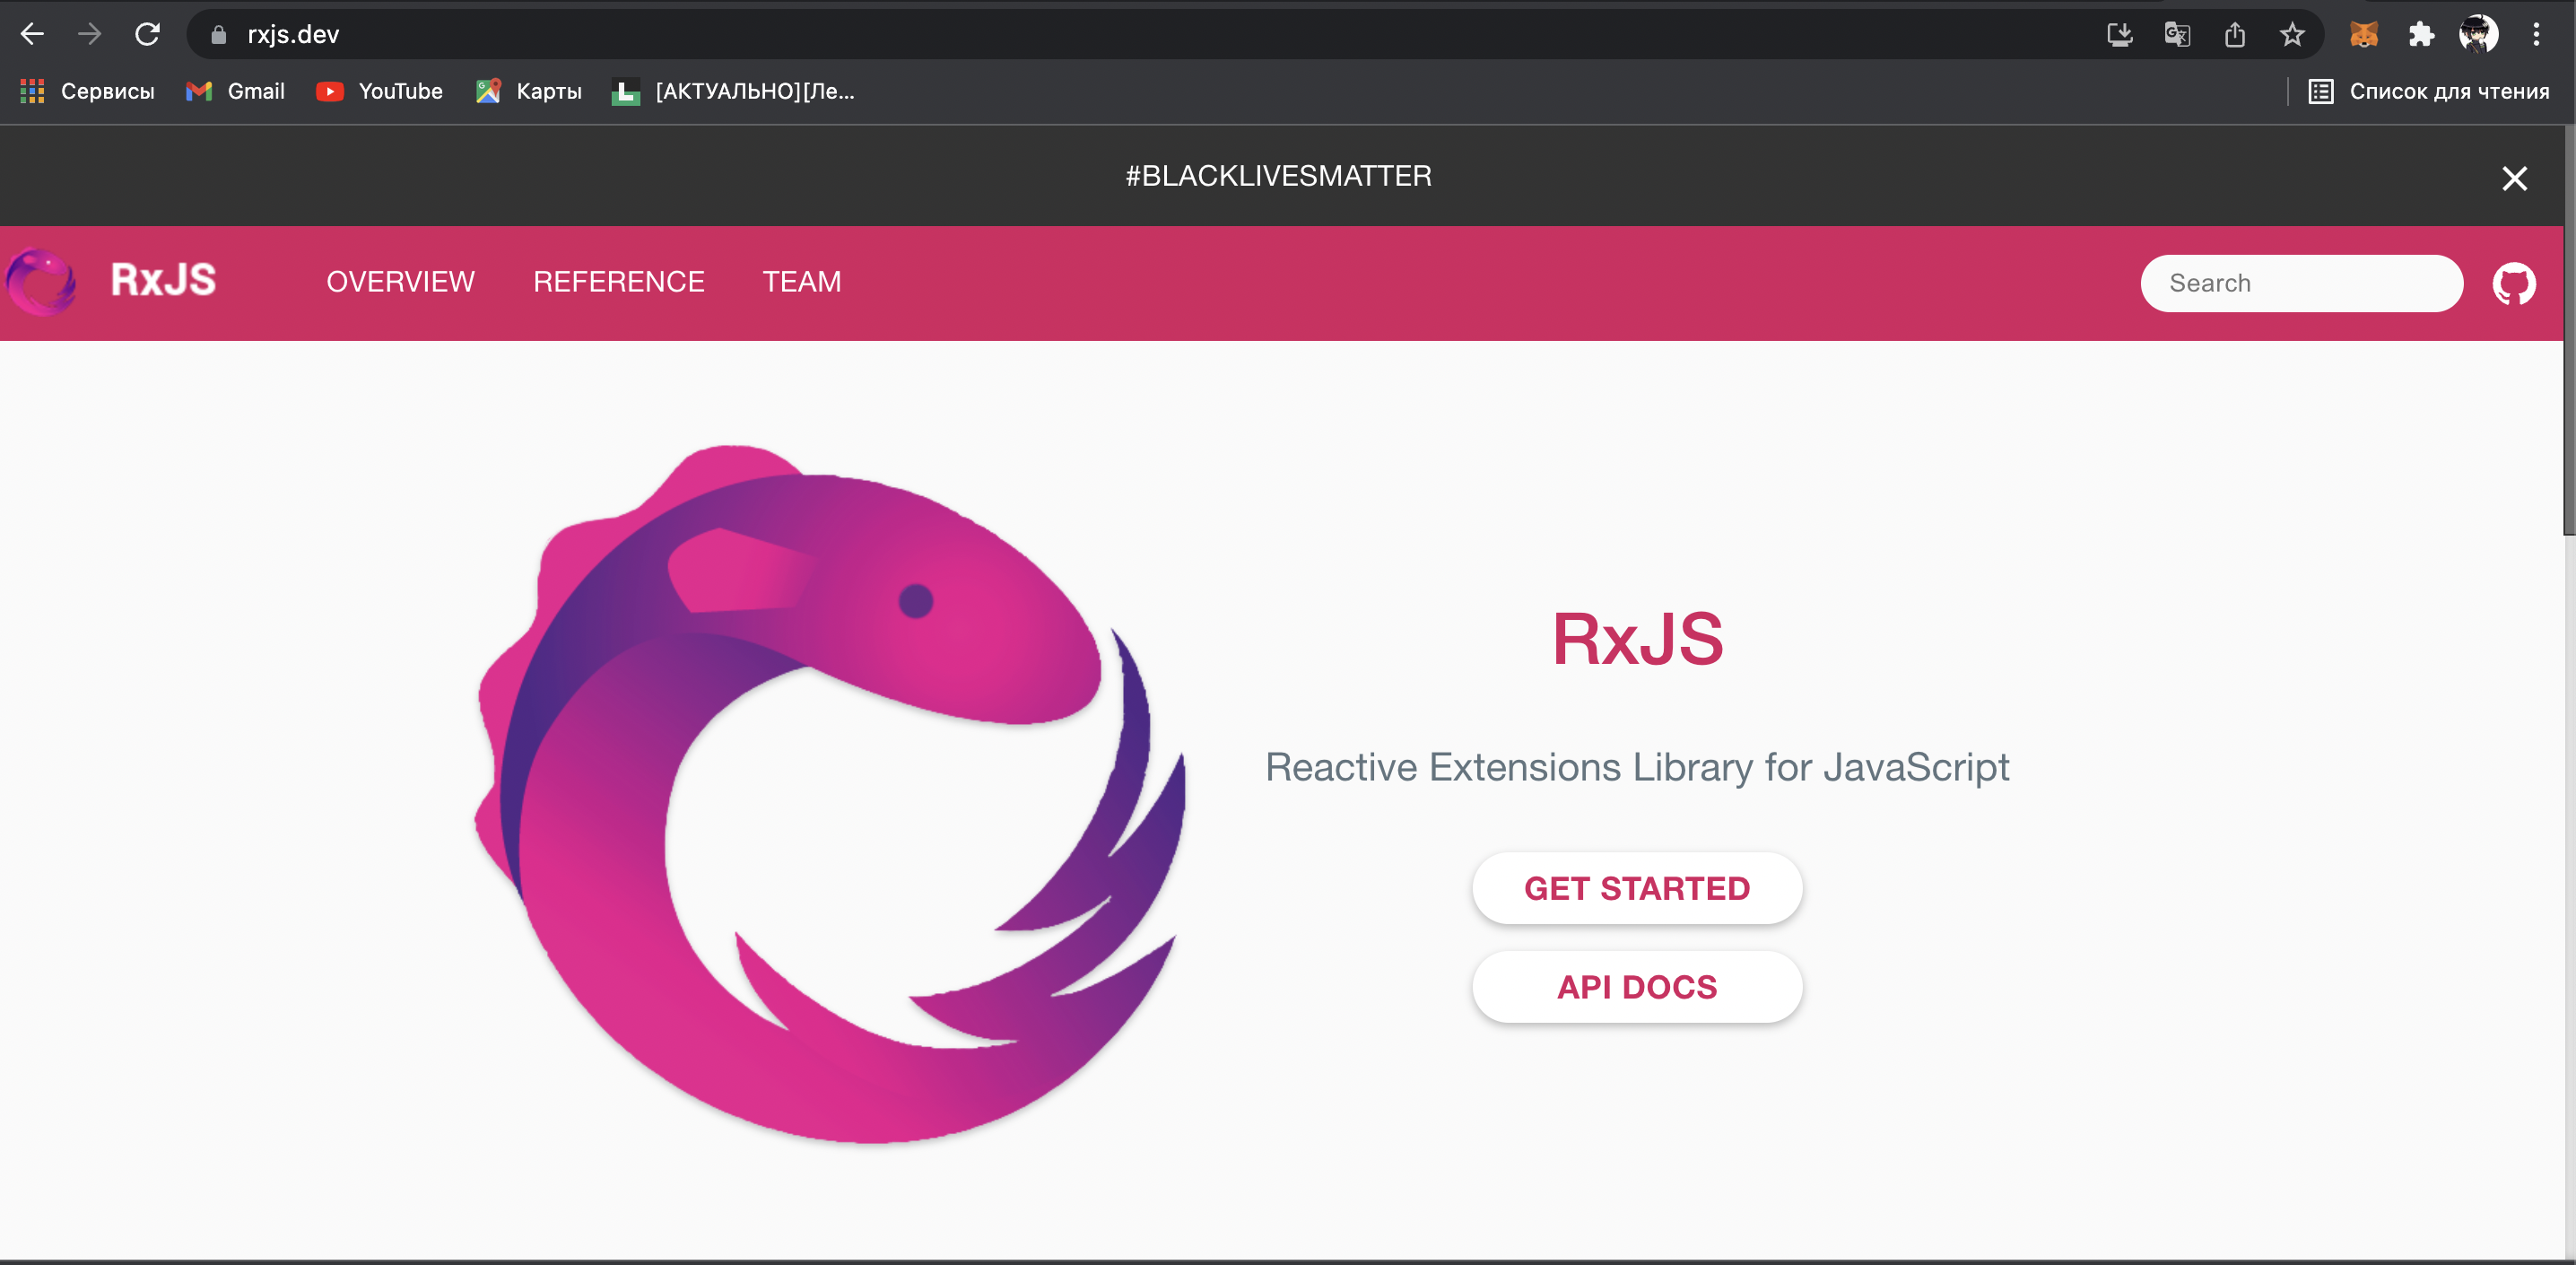 rxjs.dev
Сервисы Gmail YouTube Карты [АКТУАЛЬНО][Ле... Список для чтения
#BLACKLIVESMATTER
RxJS OVERVIEW REFERENCE TEAM Search
RxJS
Reactive Extensions Library for JavaScript
GET STARTED
API DOCS